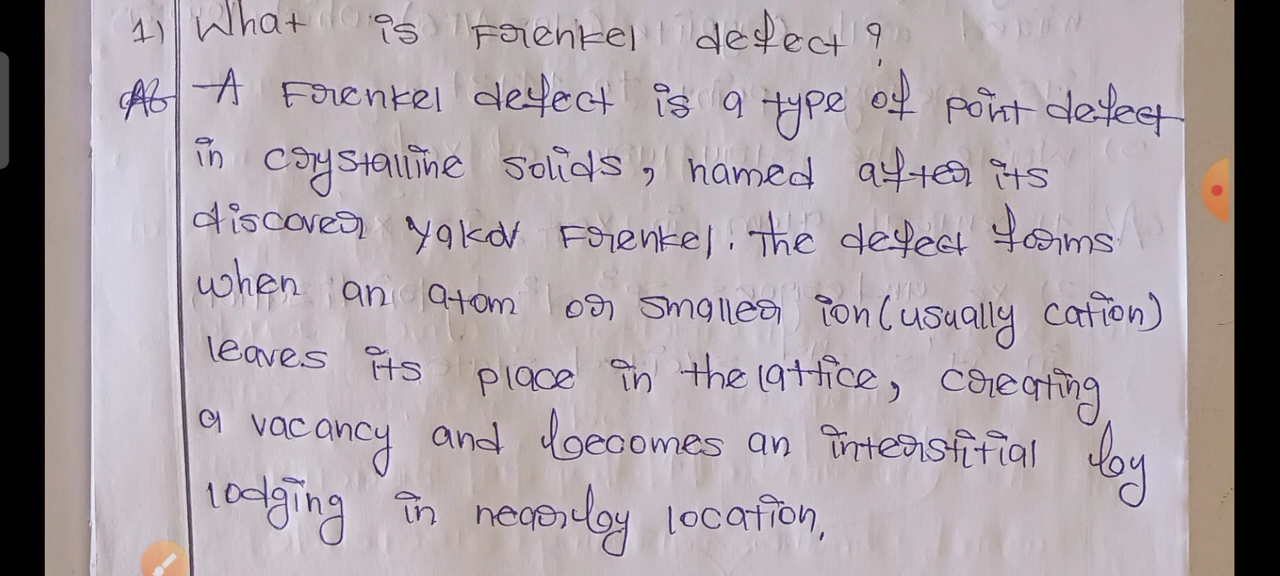 1) What is Frenkel defect ?
A A Frenkel defect is a type of point defect
in crystalline solids, named after its
discover yakov Frenkel. The defect forms
when an atom or smaller ion (usually cation)
leaves its place in the lattice, creating
a vacancy and becomes an interstitial by
lodging in nearby location.